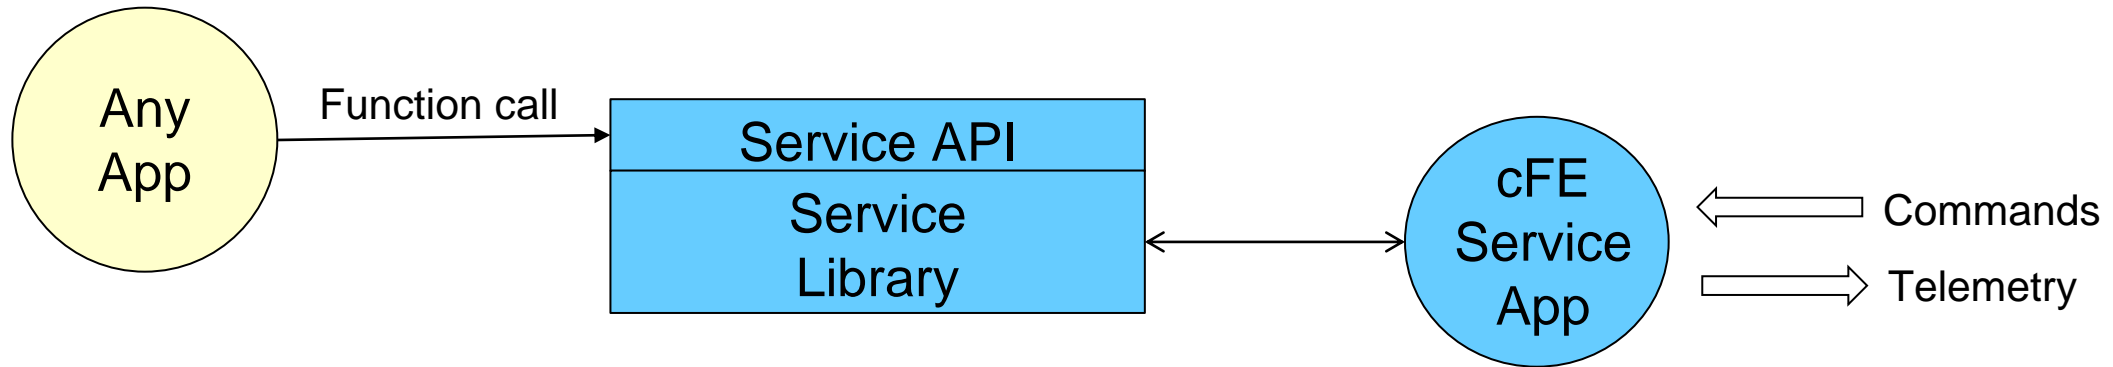 Any
App
Function call
Service API
Service
Library
cFE
Service
App
Commands
Telemetry